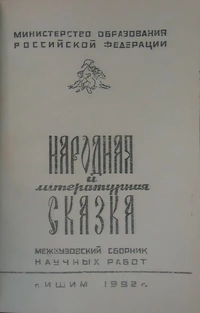 МИНИСТЕРСТВО ОБРАЗОВАНИЯ
РОССИЙСКОЙ ФЕДЕРАЦИИ
НАРОДНАЯ
и
литературная
СКАЗКА
МЕЖВУЗОВСКИЙ СБОРНИК
НАУЧНЫХ РАБОТ
г. ИШИМ 1992 г.